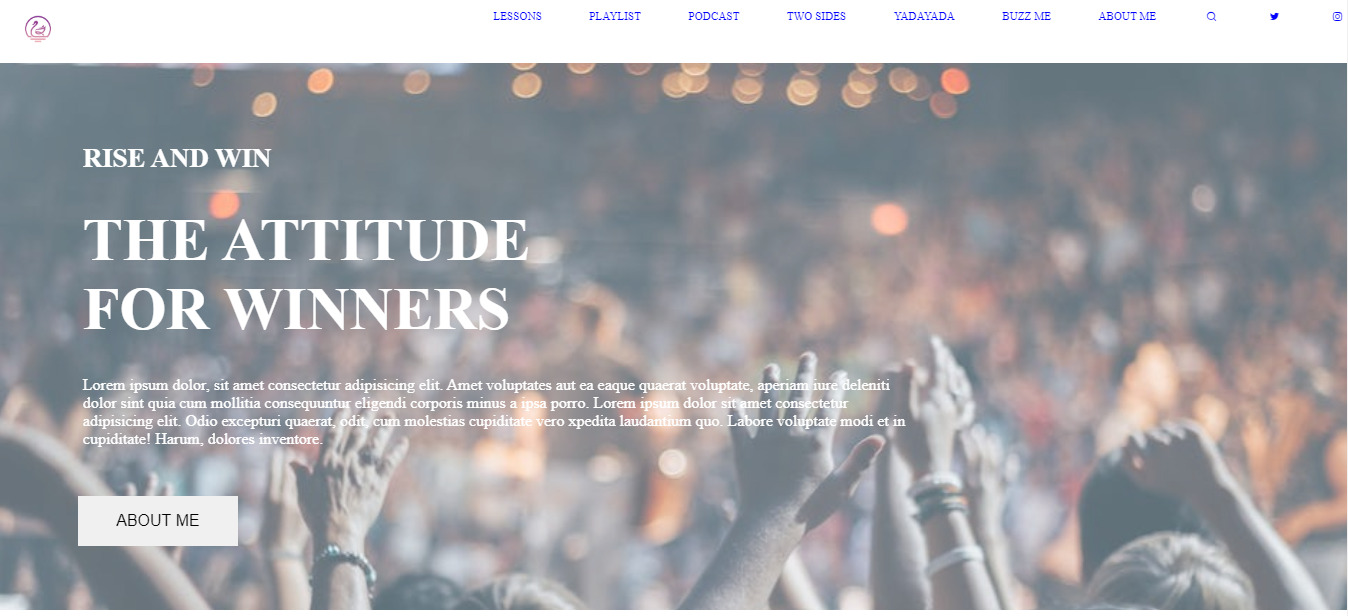 LESSONS PLAYLIST PODCAST TWO SIDES YADAYADA BUZZ ME ABOUT ME
RISE AND WIN
THE ATTITUDE
FOR WINNERS
Lorem ipsum dolor, sit amet consectetur adipisicing elit. Amet voluptates aut ea eaque quaerat voluptate, aperiam iure deleniti
dolor sint quia cum mollitia consequuntur eligendi corporis minus a ipsa porro. Lorem ipsum dolor sit amet consectetur
adipisicing elit. Odio excepturi quaerat, odit, cum molestias cupiditate vero xpedita laudantium quo. Labore voluptate modi et in
cupiditate! Harum, dolores inventore.
ABOUT ME